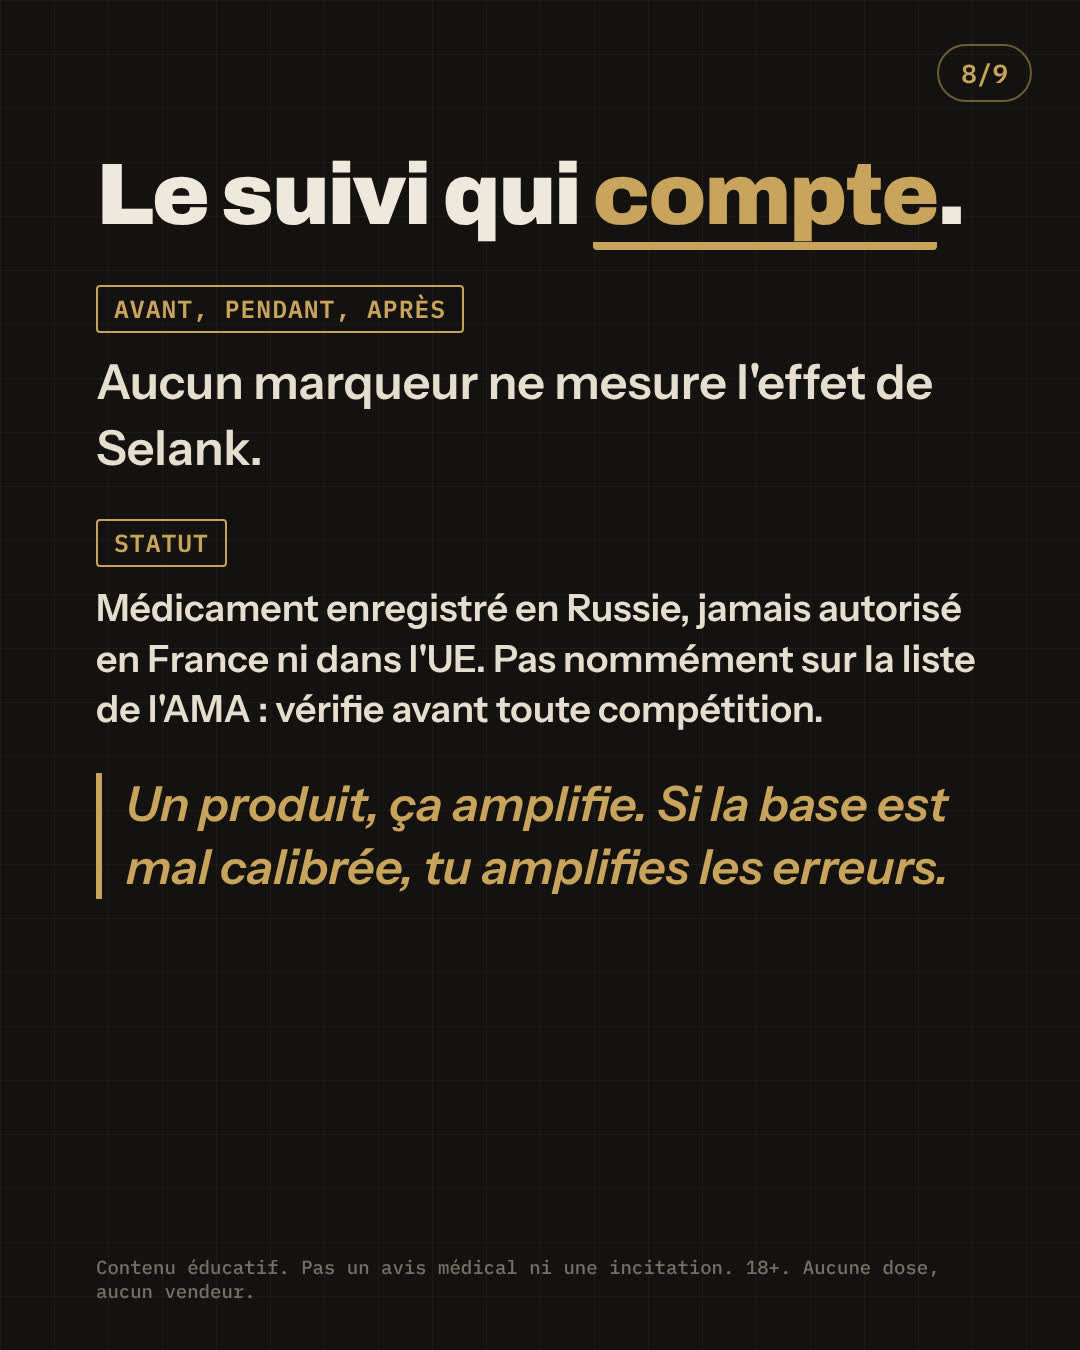 8/9
Le suivi qui compte.
AVANT, PENDANT, APRÈS
Aucun marqueur ne mesure l'effet de
Selank.
STATUT
Médicament enregistré en Russie, jamais autorisé
en France ni dans l'UE. Pas nommément sur la liste
de l'AMA : vérifie avant toute compétition.
Un produit, ça amplifie. Si la base est
mal calibrée, tu amplifies les erreurs.
Contenu éducatif. Pas un avis médical ni une incitation. 18+. Aucune dose,
aucun vendeur.